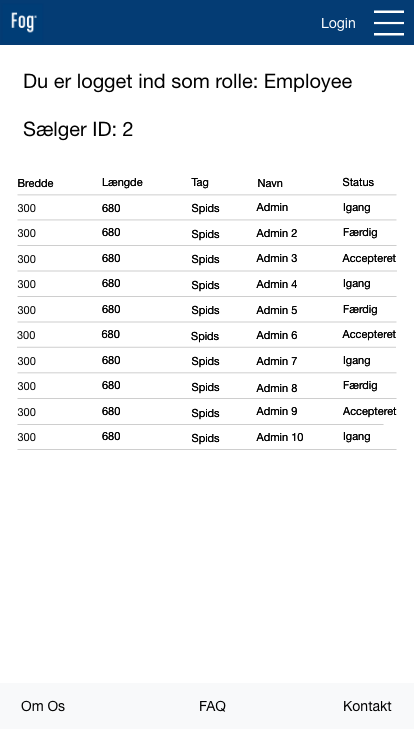 Fog Login
Du er logget ind som rolle: Employee
Sælger ID: 2
Bredde Længde Tag Navn Status
300 680 Spids Admin Igang
300 680 Spids Admin 2 Færdig
300 680 Spids Admin 3 Accepteret
300 680 Spids Admin 4 Igang
300 680 Spids Admin 5 Færdig
300 680 Spids Admin 6 Accepteret
300 680 Spids Admin 7 Igang
300 680 Spids Admin 8 Færdig
300 680 Spids Admin 9 Accepteret
300 680 Spids Admin 10 Igang
Om Os FAQ Kontakt